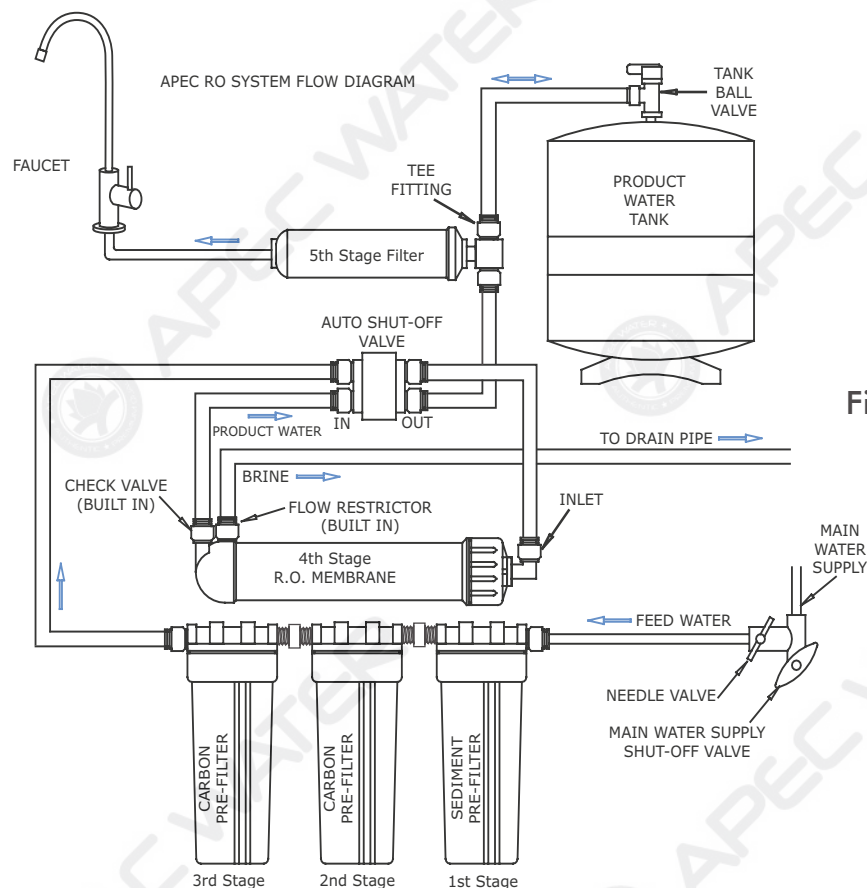 APEC RO SYSTEM FLOW DIAGRAM
TANK
BALL
VALVE
FAUCET
TEE
FITTING
PRODUCT
WATER
TANK
5th Stage Filter
AUTO SHUT-OFF
VALVE
Fi
IN
OUT
PRODUCT WATER
TO DRAIN PIPE
BRINE
CHECK VALVE
(BUILT IN)
FLOW RESTRICTOR
(BUILT IN)
INLET
4th Stage
R.O. MEMBRANE
MAIN
WATER
SUPPLY
FEED WATER
NEEDLE VALVE
MAIN WATER SUPPLY
SHUT-OFF VALVE
CARBON
PRE-FILTER
CARBON
PRE-FILTER
SEDIMENT
PRE-FILTER
3rd Stage
2nd Stage
1st Stage
APEC WATER